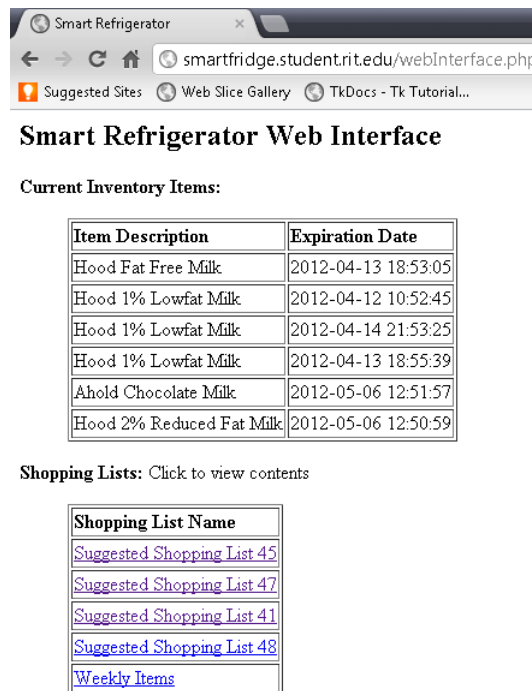 Smart Refrigerator
smartfridge.student.rit.edu/webInterface.php
Suggested Sites Web Slice Gallery TkDocs - Tk Tutorial...
Smart Refrigerator Web Interface
Current Inventory Items:
Item Description Expiration Date
Hood Fat Free Milk 2012-04-13 18:53:05
Hood 1% Lowfat Milk 2012-04-12 10:52:45
Hood 1% Lowfat Milk 2012-04-14 21:53:25
Hood 1% Lowfat Milk 2012-04-13 18:55:39
Ahold Chocolate Milk 2012-05-06 12:51:57
Hood 2% Reduced Fat Milk 2012-05-06 12:50:59
Shopping Lists: Click to view contents
Shopping List Name
Suggested Shopping List 45
Suggested Shopping List 47
Suggested Shopping List 41
Suggested Shopping List 48
Weekly Items